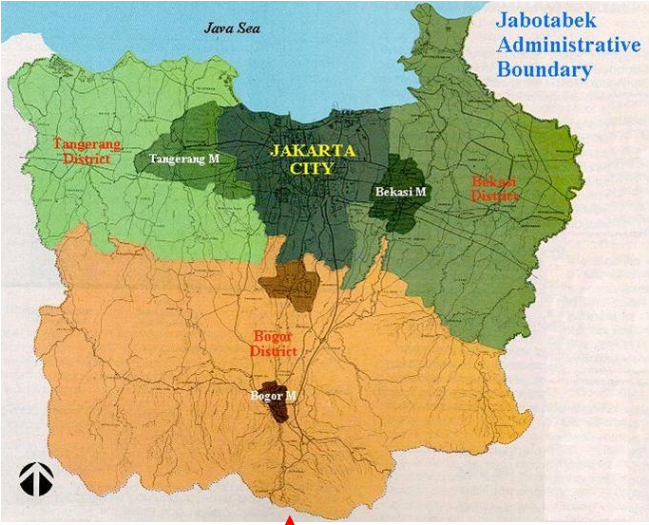 Java Sea
Jabotabek
Administrative
Boundary
Tangerang
District
Tangerang M
JAKARTA
CITY
Bekasi M
Bekasi
District
Bogor
District
Bogor M